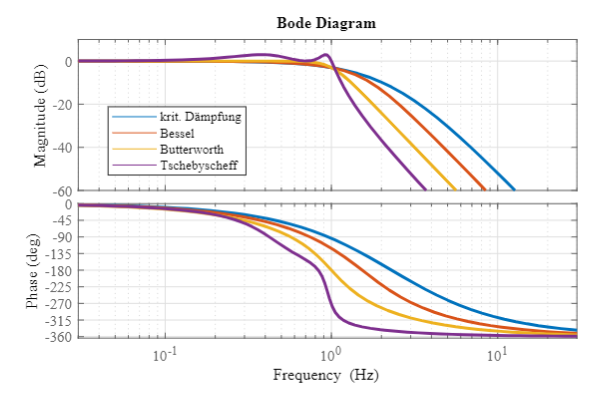 Bode Diagram
Magnitude (dB)
0
-20
-40
-60
krit. Dämpfung
Bessel
Butterworth
Tschebyscheff
Phase (deg)
0
-45
-90
-135
-180
-225
-270
-315
-360
10^-1
10^0
10^1
Frequency (Hz)